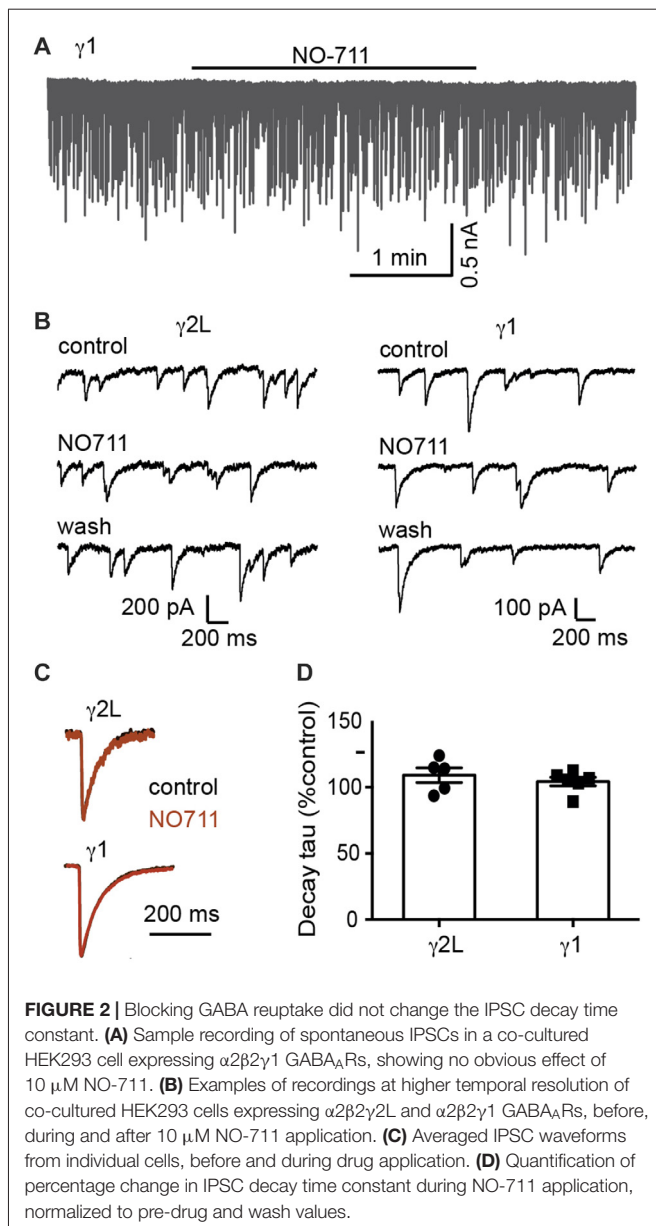 A γ1
NO-711
1 min
0.5 nA
B
γ2L
γ1
control
control
NO711
NO711
wash
wash
200 pA
200 ms
100 pA
200 ms
C
γ2L
control
NO711
γ1
200 ms
D
Decay tau (%control)
150
100
50
0
γ2L
γ1
FIGURE 2 | Blocking GABA reuptake did not change the IPSC decay time
constant. (A) Sample recording of spontaneous IPSCs in a co-cultured
HEK293 cell expressing α2β2γ1 GABA_ARs, showing no obvious effect of
10 μM NO-711. (B) Examples of recordings at higher temporal resolution of
co-cultured HEK293 cells expressing α2β2γ2L and α2β2γ1 GABA_ARs, before,
during and after 10 μM NO-711 application. (C) Averaged IPSC waveforms
from individual cells, before and during drug application. (D) Quantification of
percentage change in IPSC decay time constant during NO-711 application,
normalized to pre-drug and wash values.